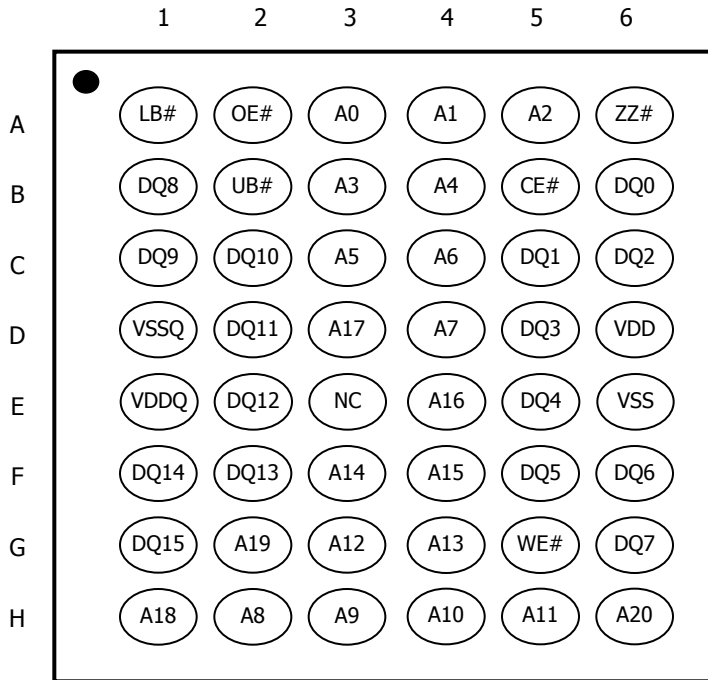 1 2 3 4 5 6
A LB# OE# A0 A1 A2 ZZ#
B DQ8 UB# A3 A4 CE# DQ0
C DQ9 DQ10 A5 A6 DQ1 DQ2
D VSSQ DQ11 A17 A7 DQ3 VDD
E VDDQ DQ12 NC A16 DQ4 VSS
F DQ14 DQ13 A14 A15 DQ5 DQ6
G DQ15 A19 A12 A13 WE# DQ7
H A18 A8 A9 A10 A11 A20